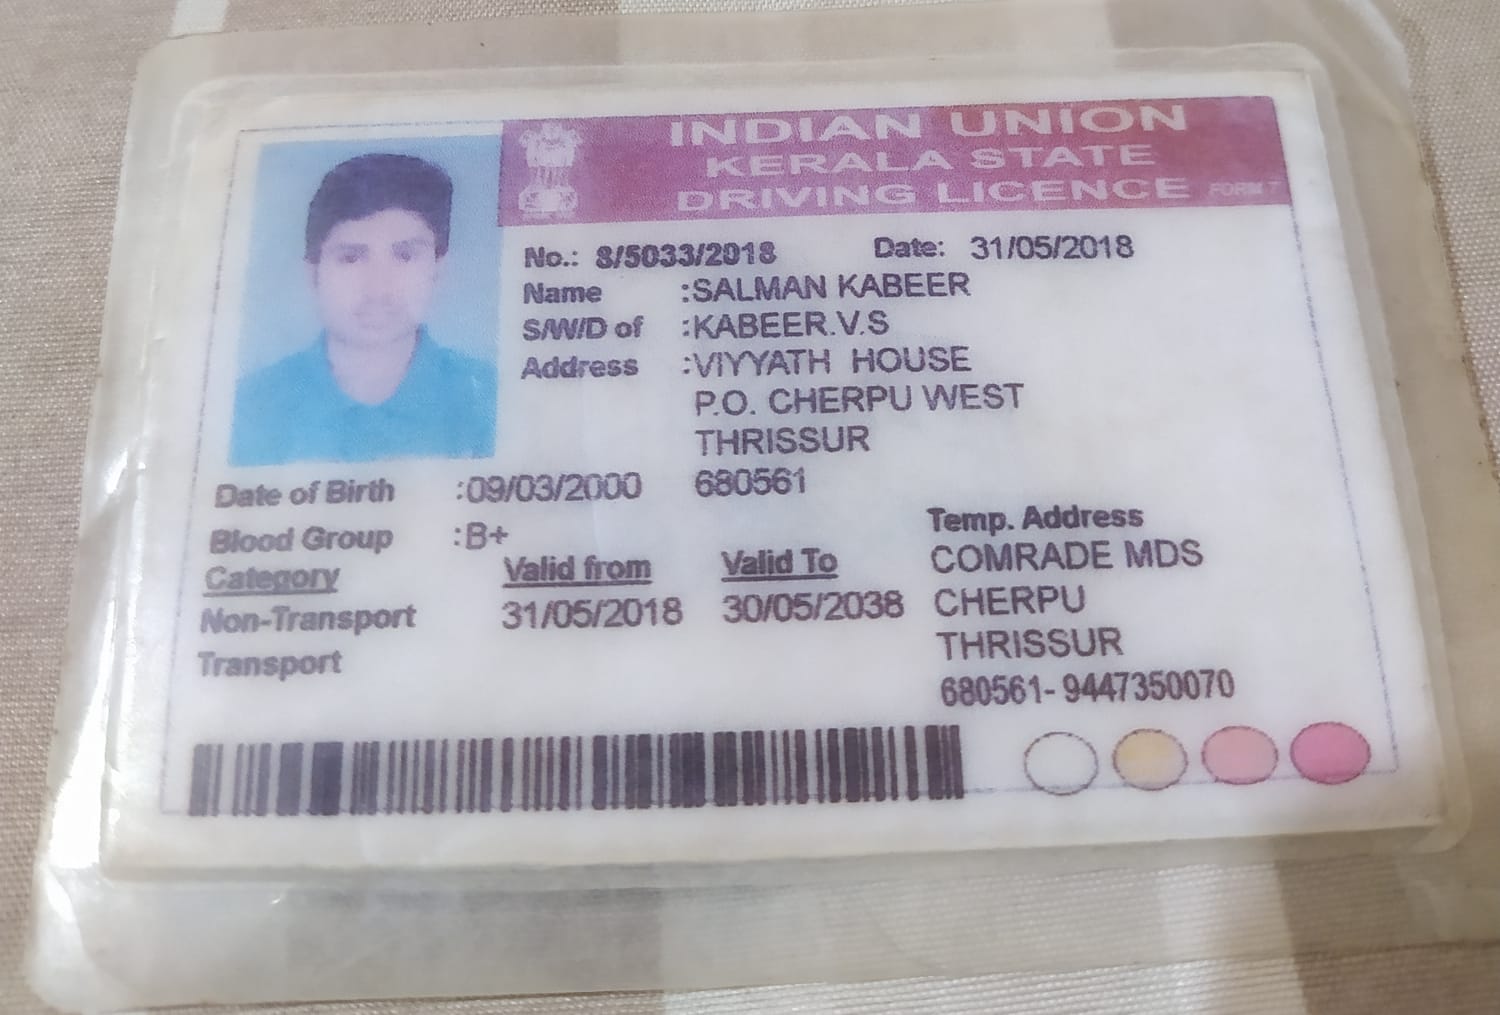 INDIAN UNION
KERALA STATE
DRIVING LICENCE FORM 7
No.: 8/5033/2018 Date: 31/05/2018
Name :SALMAN KABEER
S/W/D of :KABEER.V.S
Address :VIYYATH HOUSE
P.O. CHERPU WEST
THRISSUR
680561
Date of Birth :09/03/2000
Blood Group :B+
Category Valid from Valid To
Non-Transport 31/05/2018 30/05/2038
Transport
Temp. Address
COMRADE MDS
CHERPU
THRISSUR
680561- 9447350070